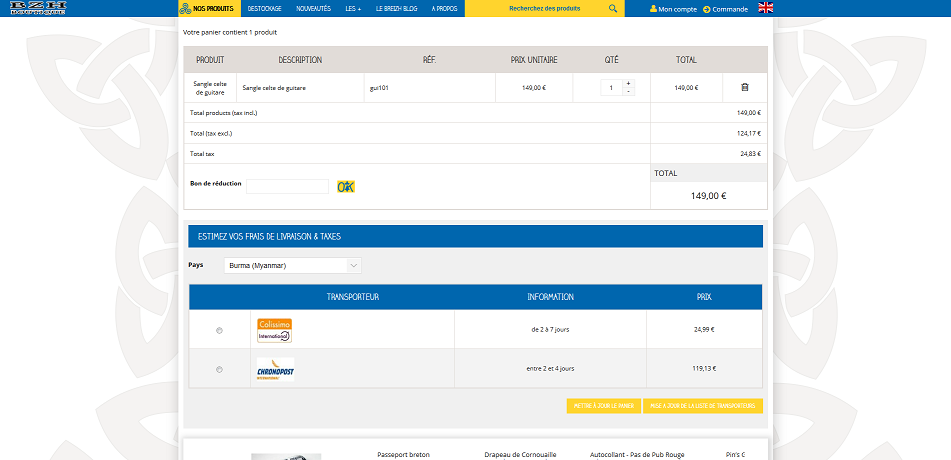 BZH BOUTIQUE NOS PRODUITS DESTOCKAGE NOUVEAUTÉS LES + LE BREIZH BLOG A PROPOS Recherchez des produits Mon compte Commande
Votre panier contient 1 produit
PRODUIT DESCRIPTION RÉF. PRIX UNITAIRE QTÉ TOTAL
Sangle celte de guitare Sangle celte de guitare gui101 149,00 € 1 + - 149,00 €
Total products (tax incl.) 149,00 €
Total (tax excl.) 124,17 €
Total tax 24,83 €
Bon de réduction OK TOTAL
149,00 €
ESTIMEZ VOS FRAIS DE LIVRAISON & TAXES
Pays Burma (Myanmar)
TRANSPORTEUR INFORMATION PRIX
Colissimo International de 2 à 7 jours 24,99 €
CHRONOPOST INTERNATIONAL entre 2 et 4 jours 119,13 €
METTRE À JOUR LE PANIER MISE A JOUR DE LA LISTE DE TRANSPORTEURS
Passeport breton Drapeau de Cornouaille Autocollant - Pas de Pub Rouge Pin's C